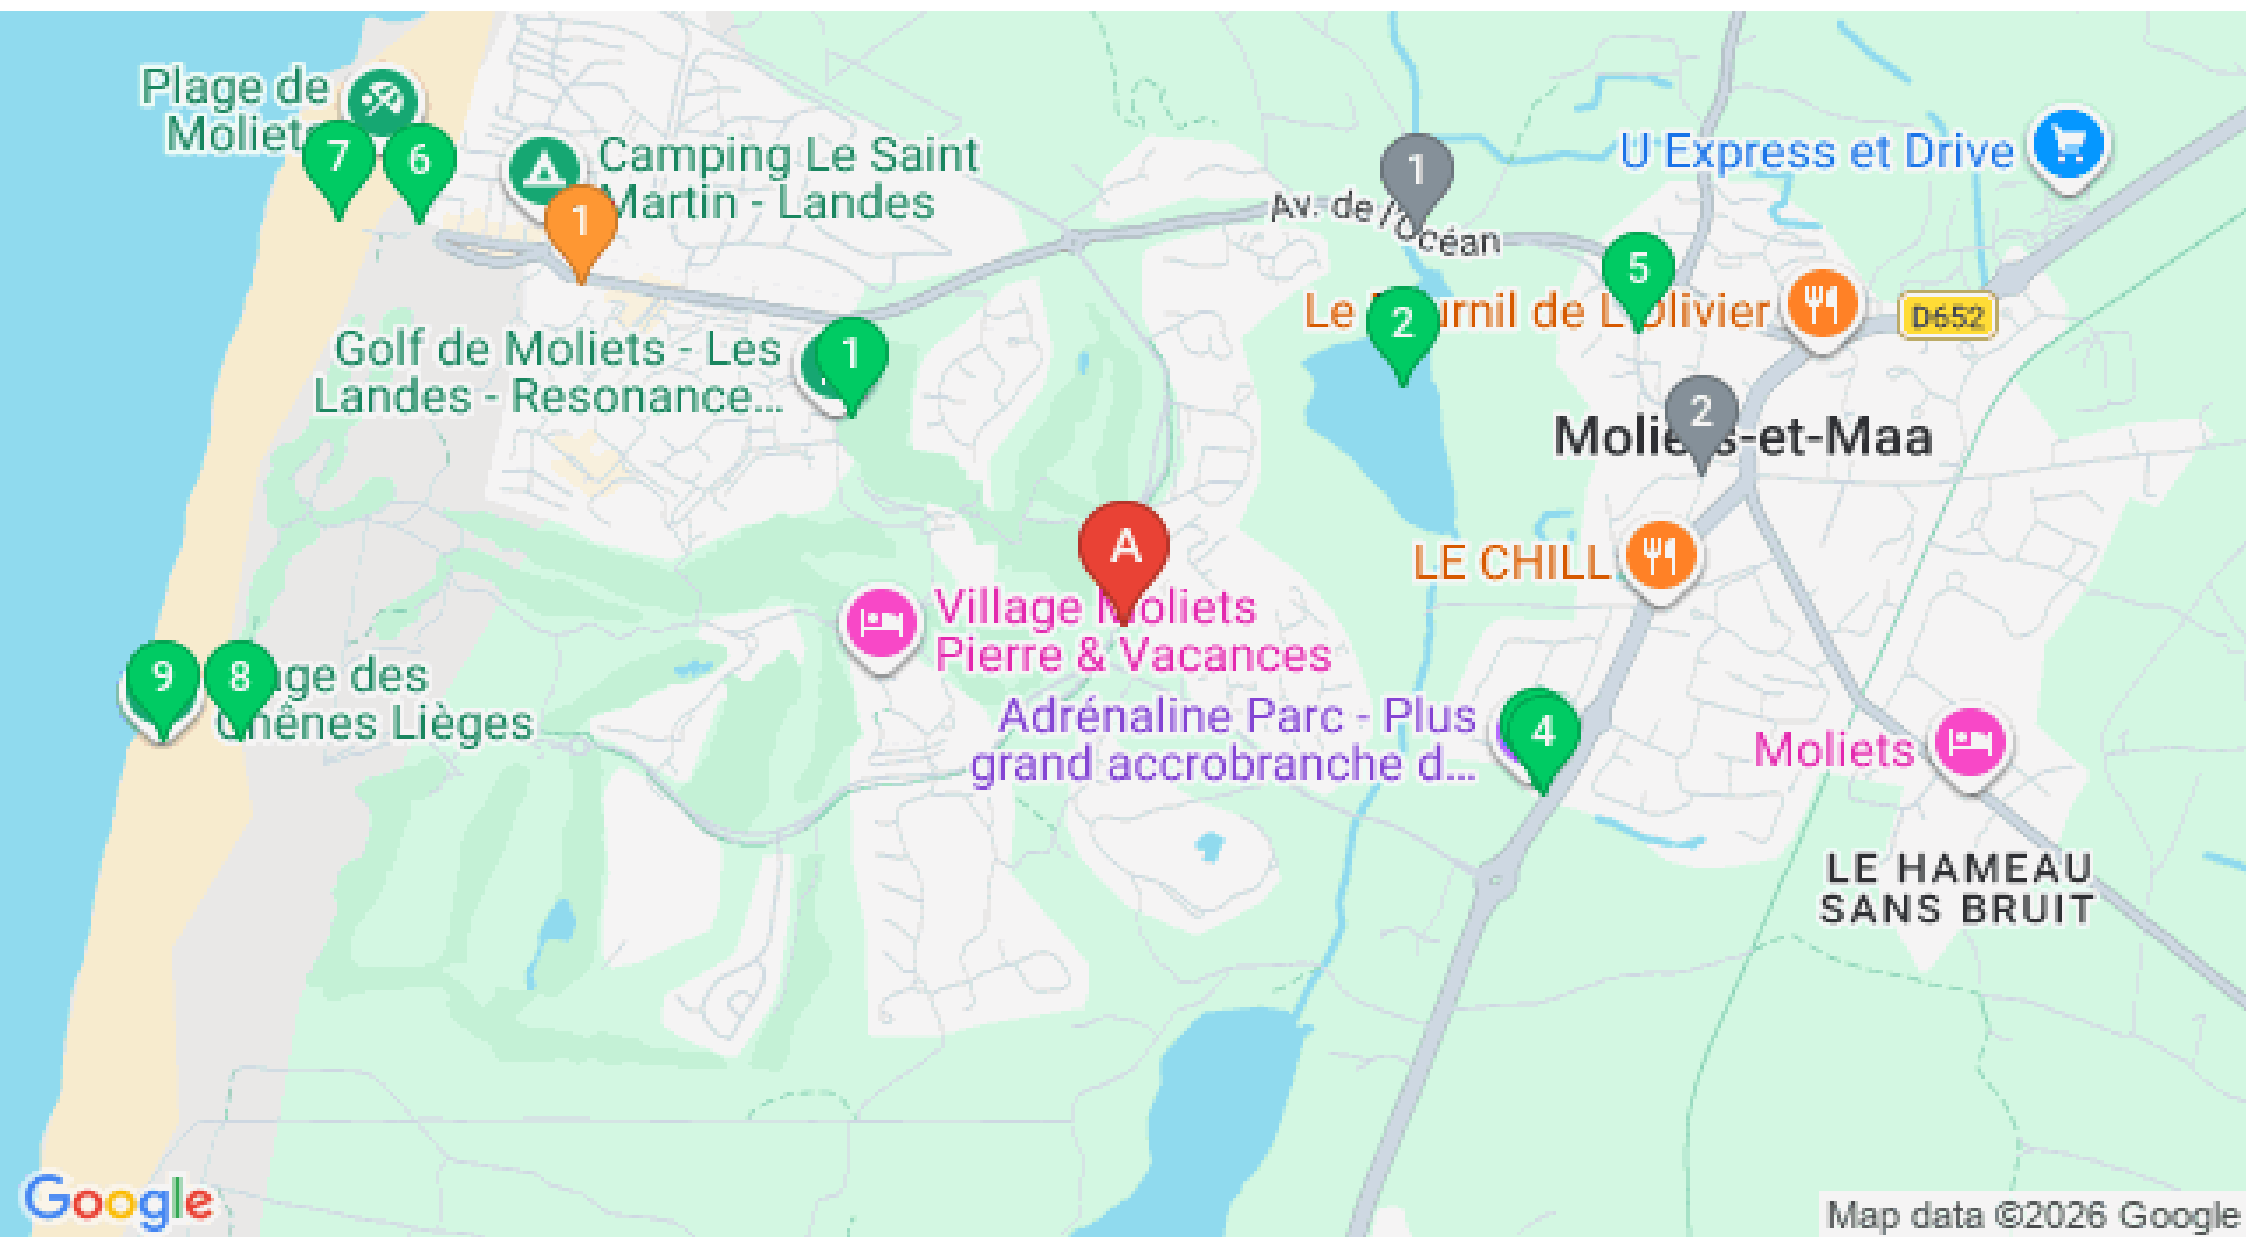 Plage de
7
6
Camping Le Saint
Martin - Landes
1
1
Av. de l'Océan
U Express et Drive
5
2
D652
Golf de Moliets - Les
Landes - Resonance...
1
2
A
LE CHILL
Village Moliets
Pierre & Vacances
9
8
des
Chênes Lièges
Adrénaline Parc - Plus
grand accrobranche d...
4
Moliets
LE HAMEAU
SANS BRUIT
Google
Map data ©2026 Google